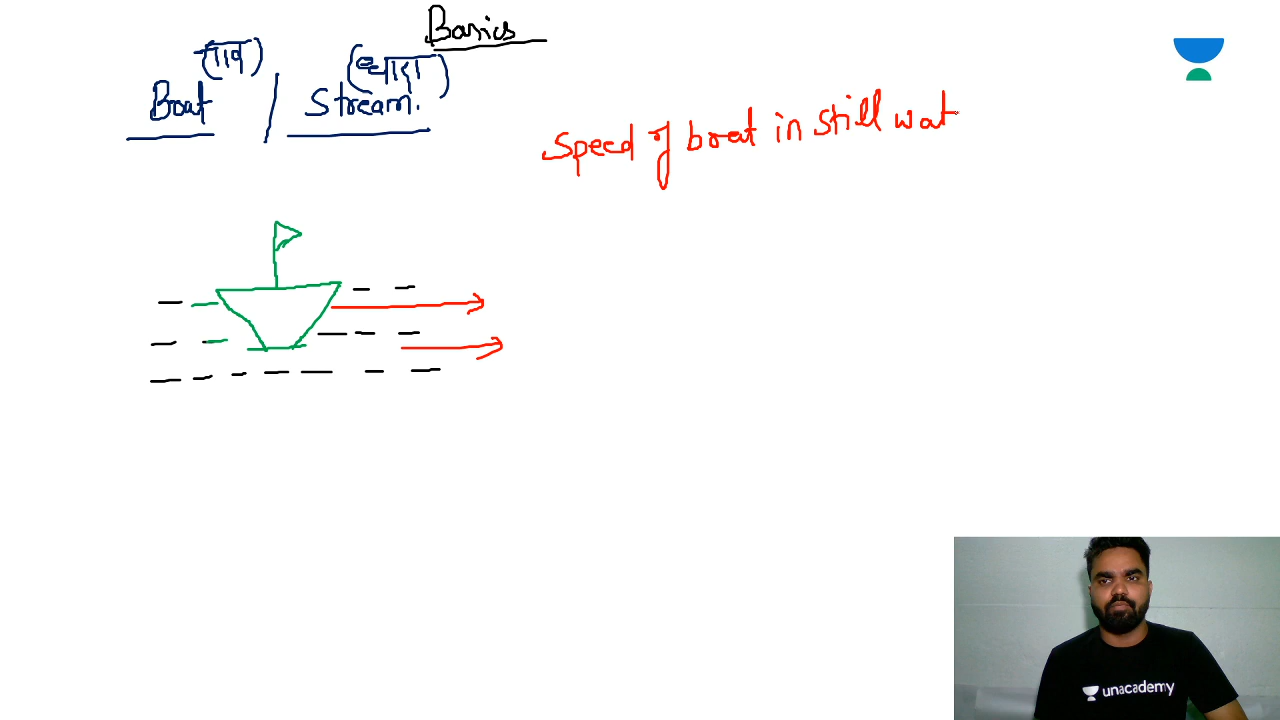 Basics
(नाव) (धारा)
Boat / Stream.
Speed of boat in still wat
unacademy